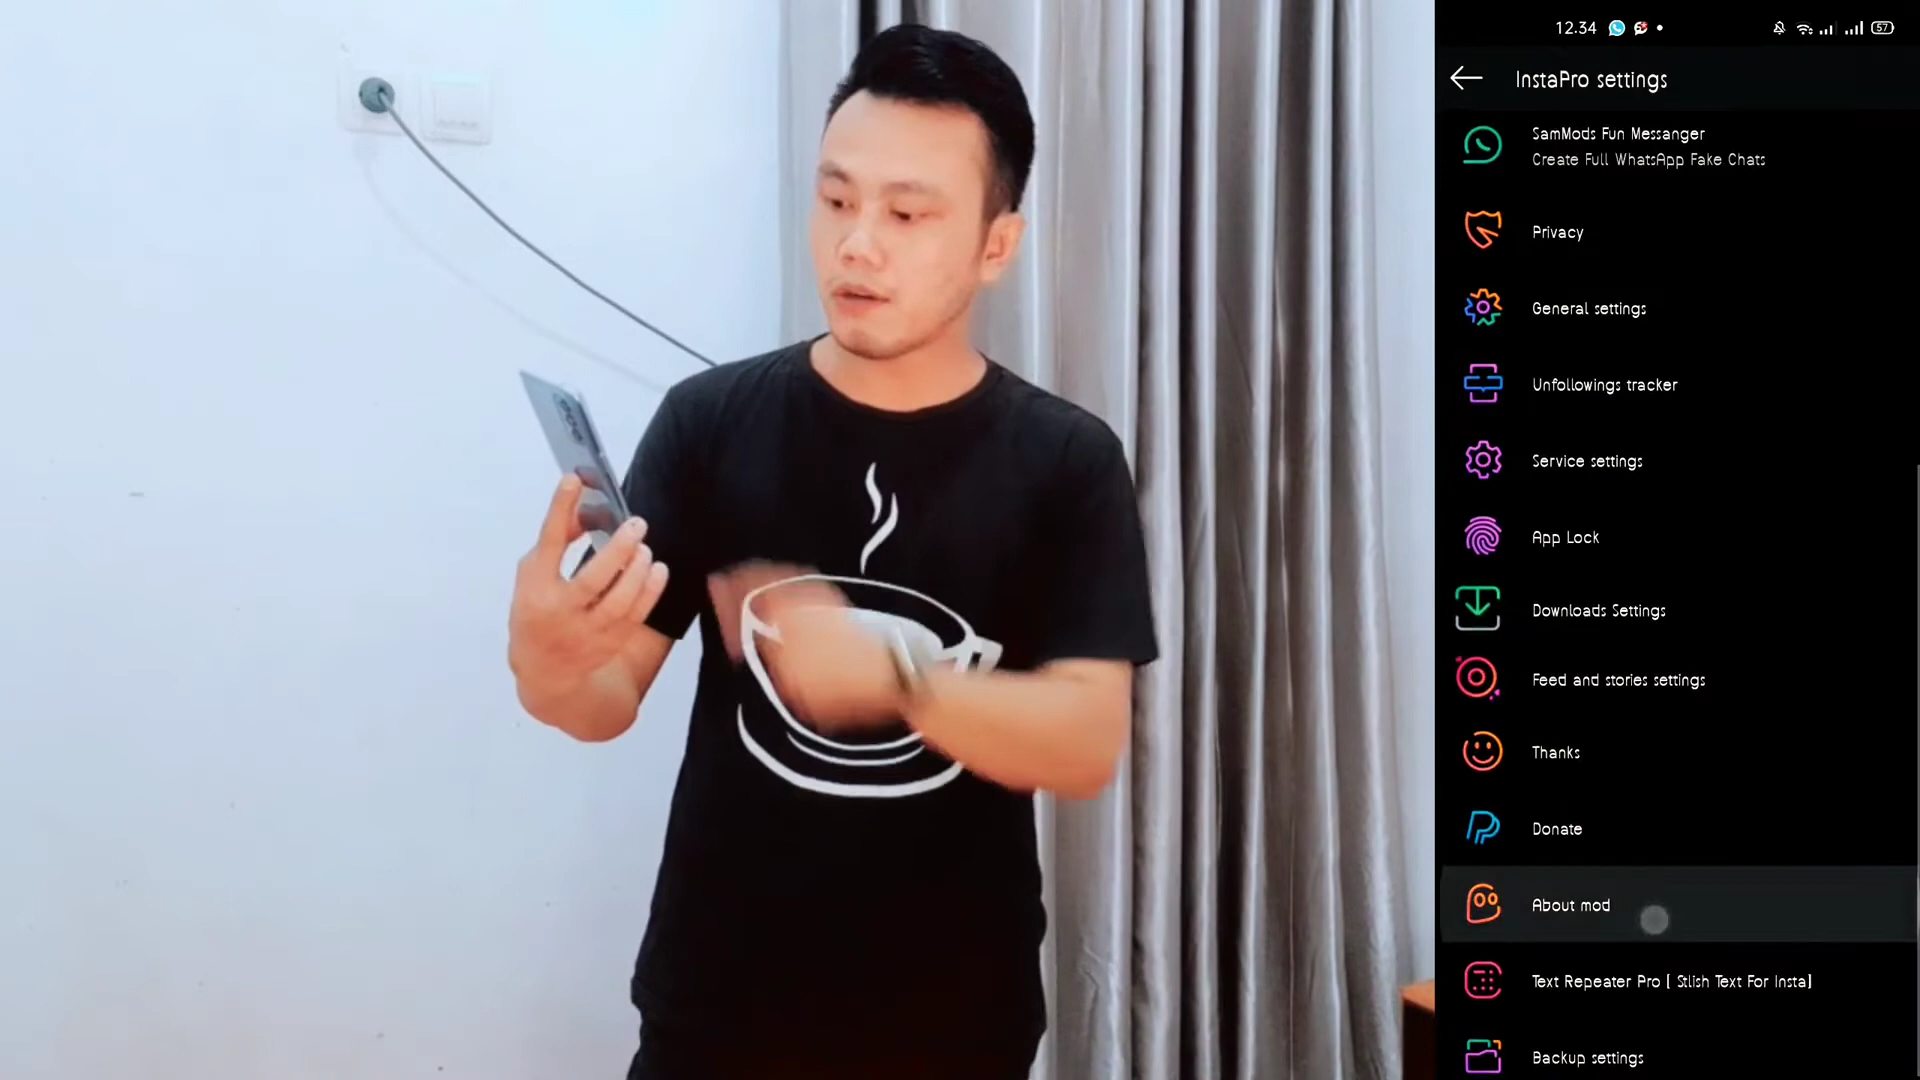 12.34
57
InstaPro settings
SamMods Fun Messanger
Create Full WhatsApp Fake Chats
Privacy
General settings
Unfollowings tracker
Service settings
App Lock
Downloads Settings
Feed and stories settings
Thanks
Donate
About mod
Text Repeater Pro [ Stlish Text For Insta]
Backup settings